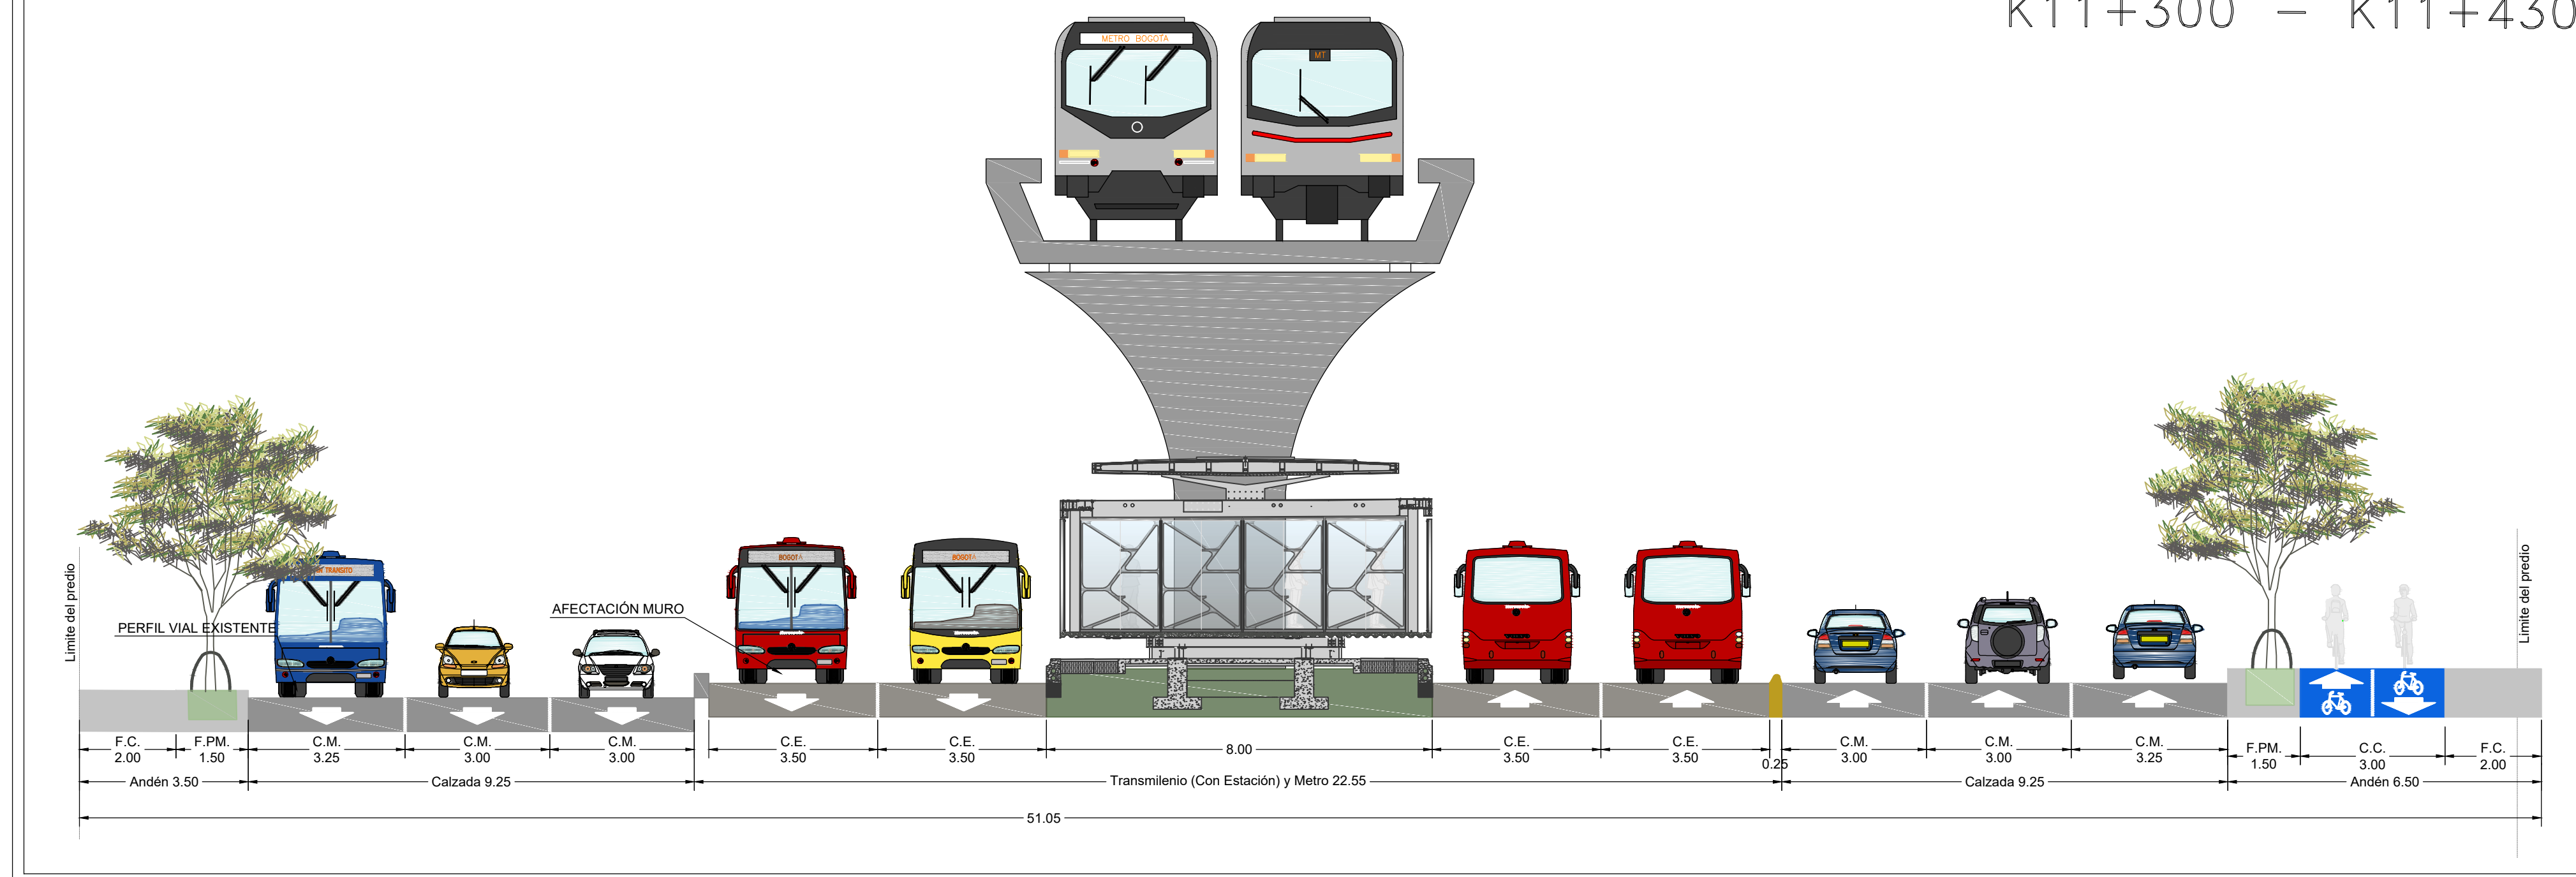 K11+300 - K11+430
METRO BOGOTA
MT
BOGOTA
BOGOTA
TRANSITO
AFECTACIÓN MURO
PERFIL VIAL EXISTENTE
Limite del predio
Limite del predio
F.C. F.PM. C.M. C.M. C.M. C.E. C.E. 8.00 C.E. C.E. C.M. C.M. C.M. F.PM. C.C. F.C.
2.00 1.50 3.25 3.00 3.00 3.50 3.50 3.50 3.50 0.25 3.00 3.00 3.25 1.50 3.00 2.00
Andén 3.50 Calzada 9.25 Transmilenio (Con Estación) y Metro 22.55 Calzada 9.25 Andén 6.50
51.05